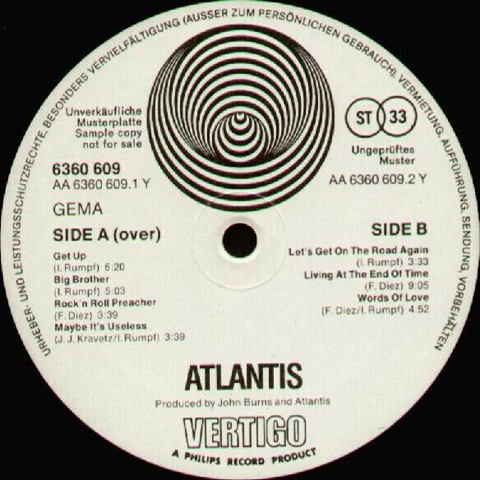 URHEBER- UND LEISTUNGSSCHUTZRECHTE, BESONDERS VERVIELFÄLTIGUNG (AUSSER ZUM PERSÖNLICHEN GEBRAUCH), VERMIETUNG, AUFFÜHRUNG, SENDUNG, VORBEHALTEN
Unverkäufliche
Musterplatte
Sample copy
not for sale
ST 33
Ungeprüftes
Muster
6360 609
AA 6360 609.1 Y
AA 6360 609.2 Y
GEMA
SIDE A (over)
Get Up
(I. Rumpf) 5:20
Big Brother
(I. Rumpf) 5:03
Rock'n Roll Preacher
(F. Diez) 3:39
Maybe It's Useless
(J. J. Kravetz/I. Rumpf) 3:39
SIDE B
Let's Get On The Road Again
(I. Rumpf) 3:33
Living At The End Of Time
(F. Diez) 9:05
Words Of Love
(F. Diez/I. Rumpf) 4:52
ATLANTIS
Produced by John Burns and Atlantis
VERTIGO
A PHILIPS RECORD PRODUCT